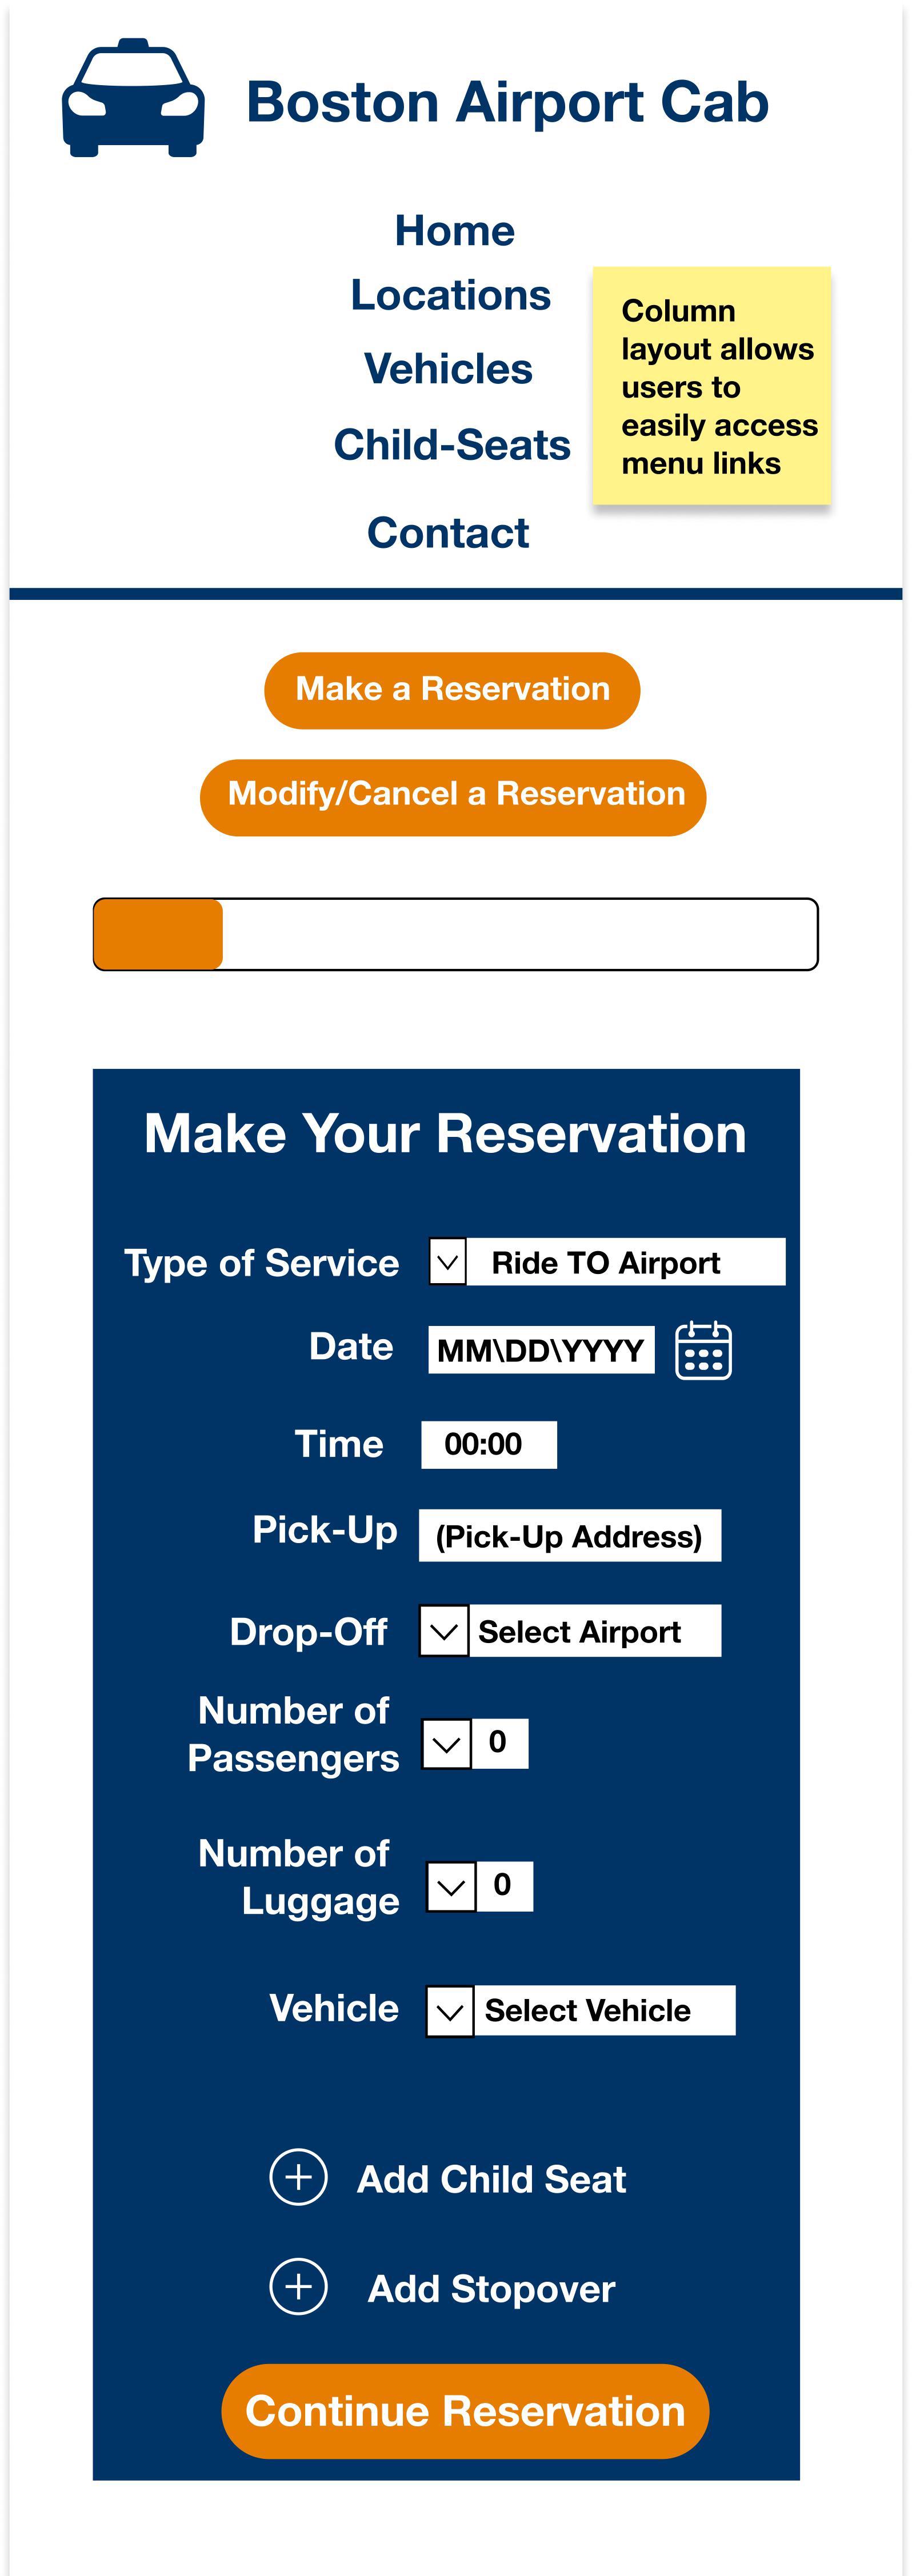 Boston Airport Cab
Home
Locations
Vehicles
Child-Seats
Contact
Column
layout allows
users to
easily access
menu links
Make a Reservation
Modify/Cancel a Reservation
Make Your Reservation
Type of Service Ride TO Airport
Date MM\DD\YYYY
Time 00:00
Pick-Up (Pick-Up Address)
Drop-Off Select Airport
Number of
Passengers 0
Number of
Luggage 0
Vehicle Select Vehicle
Add Child Seat
Add Stopover
Continue Reservation